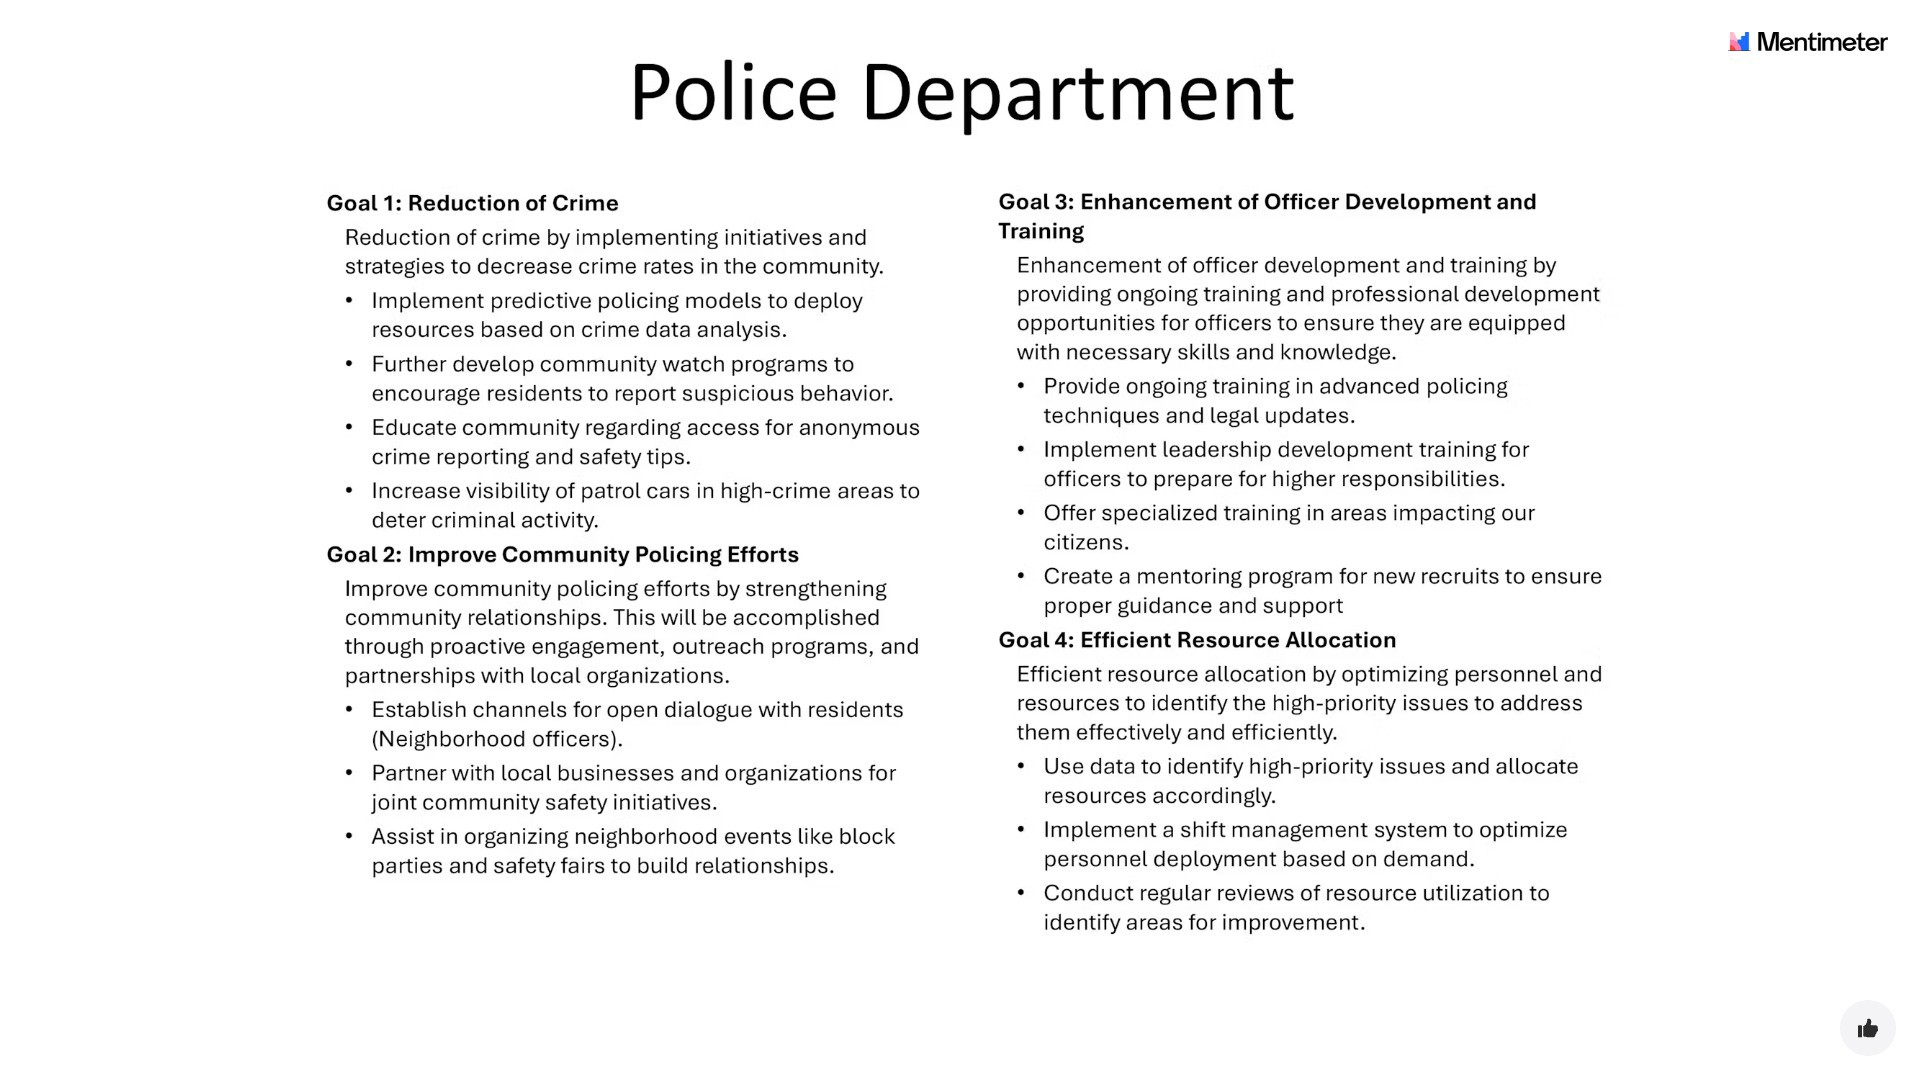 Mentimeter
Police Department
Goal 1: Reduction of Crime
Reduction of crime by implementing initiatives and
strategies to decrease crime rates in the community.
• Implement predictive policing models to deploy
resources based on crime data analysis.
• Further develop community watch programs to
encourage residents to report suspicious behavior.
• Educate community regarding access for anonymous
crime reporting and safety tips.
• Increase visibility of patrol cars in high-crime areas to
deter criminal activity.
Goal 2: Improve Community Policing Efforts
Improve community policing efforts by strengthening
community relationships. This will be accomplished
through proactive engagement, outreach programs, and
partnerships with local organizations.
• Establish channels for open dialogue with residents
(Neighborhood officers).
• Partner with local businesses and organizations for
joint community safety initiatives.
• Assist in organizing neighborhood events like block
parties and safety fairs to build relationships.
Goal 3: Enhancement of Officer Development and
Training
Enhancement of officer development and training by
providing ongoing training and professional development
opportunities for officers to ensure they are equipped
with necessary skills and knowledge.
• Provide ongoing training in advanced policing
techniques and legal updates.
• Implement leadership development training for
officers to prepare for higher responsibilities.
• Offer specialized training in areas impacting our
citizens.
• Create a mentoring program for new recruits to ensure
proper guidance and support
Goal 4: Efficient Resource Allocation
Efficient resource allocation by optimizing personnel and
resources to identify the high-priority issues to address
them effectively and efficiently.
• Use data to identify high-priority issues and allocate
resources accordingly.
• Implement a shift management system to optimize
personnel deployment based on demand.
• Conduct regular reviews of resource utilization to
identify areas for improvement.